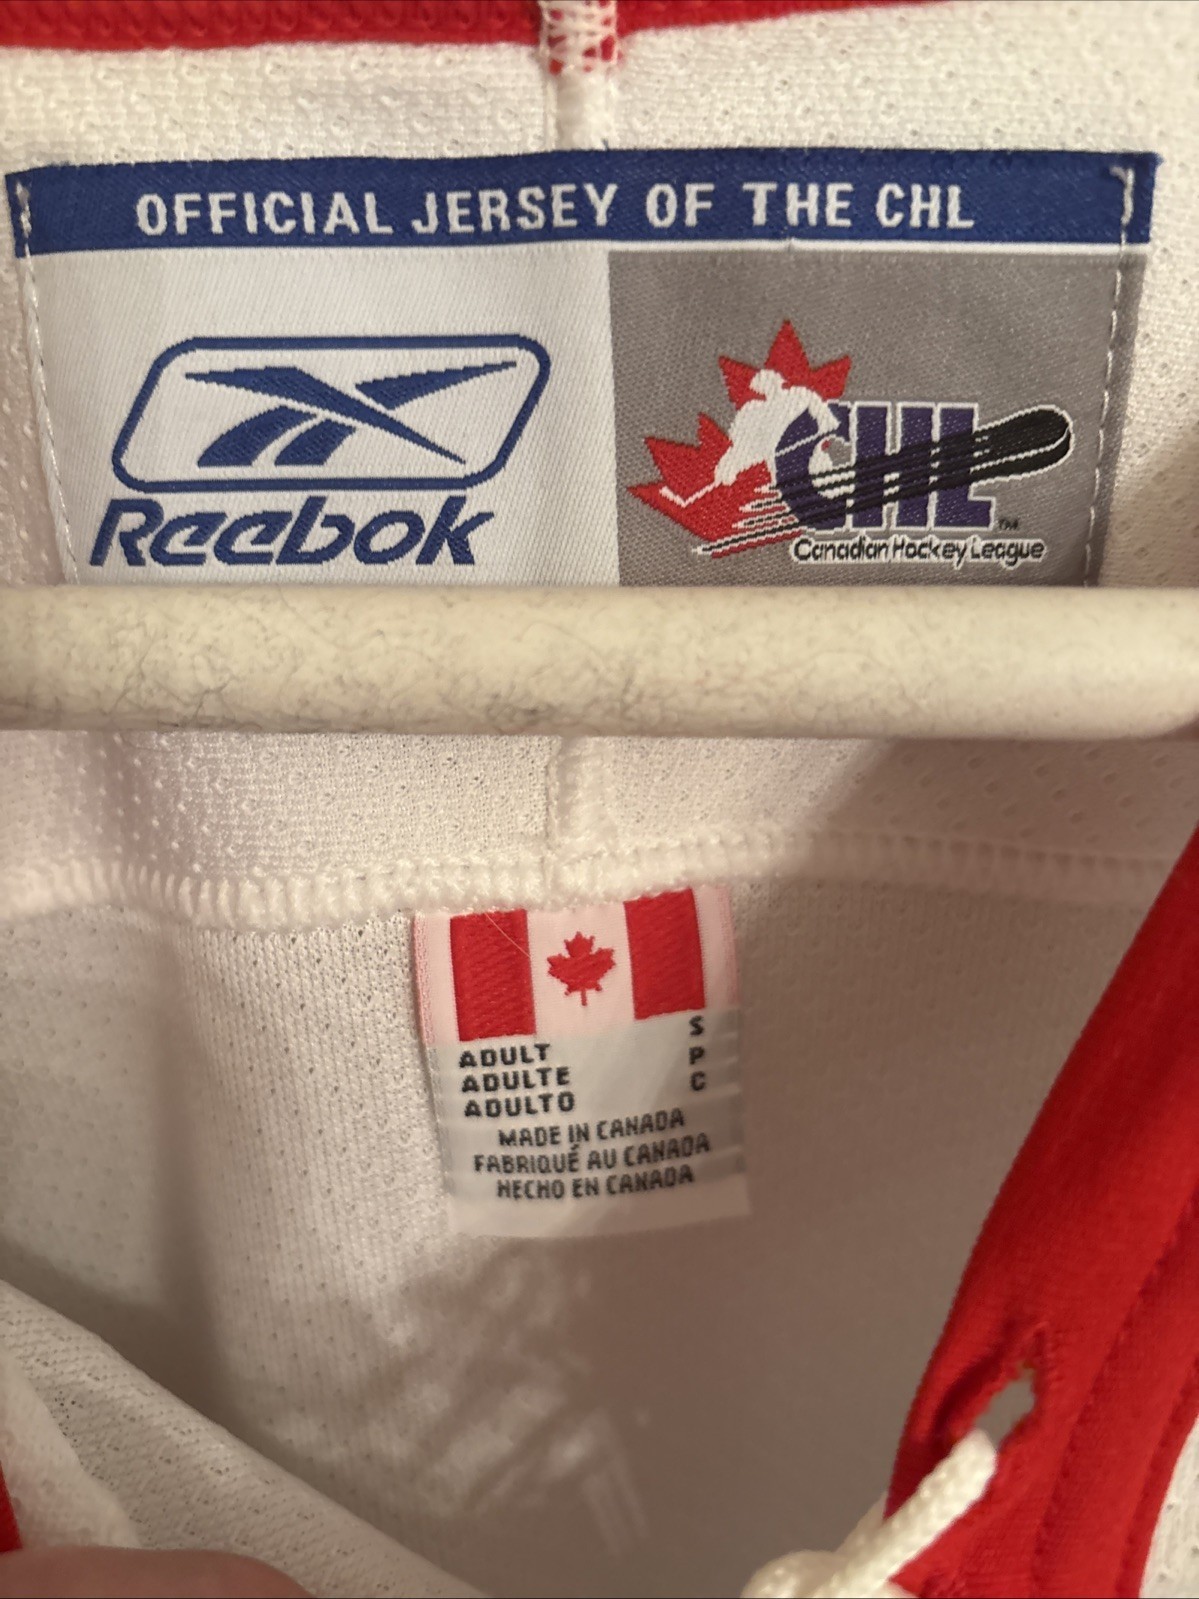 OFFICIAL JERSEY OF THE CHL
Reebok
CHL
TM
Canadian Hockey League
ADULT S
ADULTE P
ADULTO C
MADE IN CANADA
FABRIQUÉ AU CANADA
HECHO EN CANADA